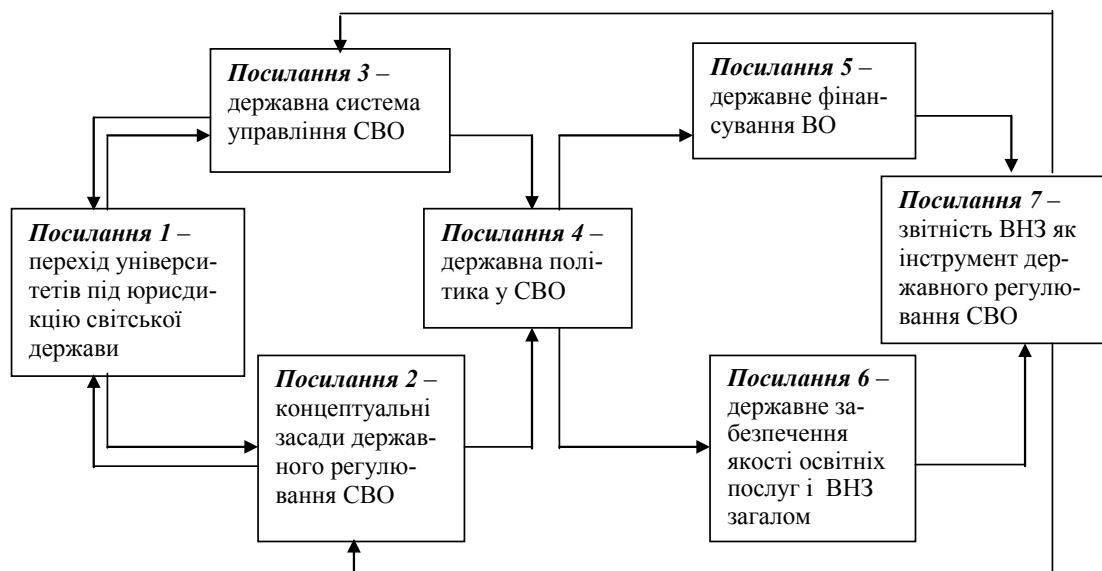 Посилання 3 –
державна система
управління СВО
Посилання 5 –
державне фінан-
сування ВО
Посилання 1 –
перехід універси-
тетів під юрисди-
кцію світської
держави
Посилання 4 –
державна полі-
тика у СВО
Посилання 7 –
звітність ВНЗ як
інструмент дер-
жавного регулю-
вання СВО
Посилання 2 –
концептуальні
засади держав-
ного регулю-
вання СВО
Посилання 6 –
державне за-
безпечення
якості освітніх
послуг і ВНЗ
загалом